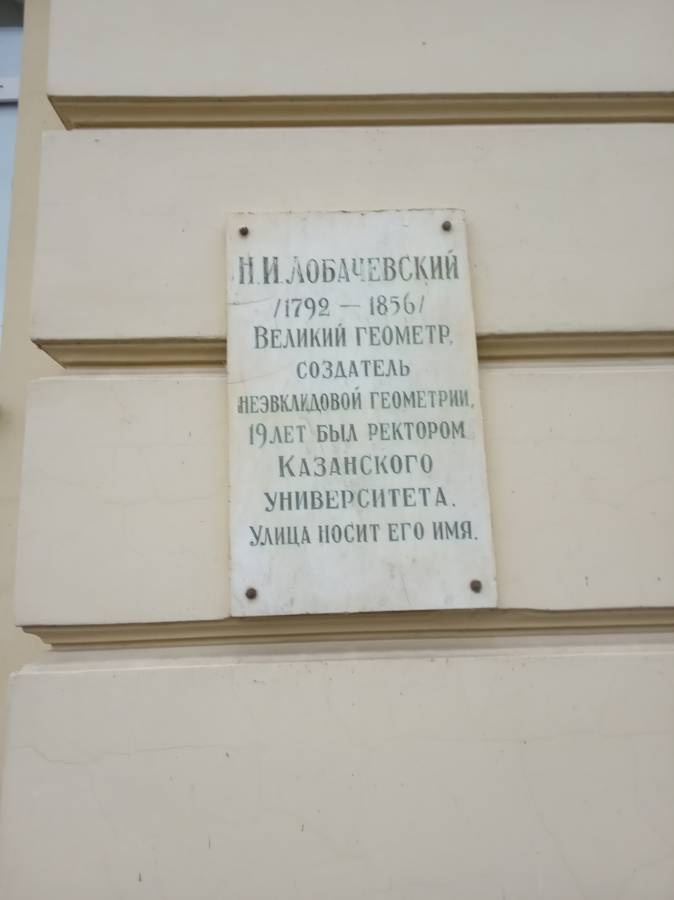 Н.И. ЛОБАЧЕВСКИЙ
/1792 — 1856/
ВЕЛИКИЙ ГЕОМЕТР,
СОЗДАТЕЛЬ
НЕЭВКЛИДОВОЙ ГЕОМЕТРИИ,
19 ЛЕТ БЫЛ РЕКТОРОМ
КАЗАНСКОГО
УНИВЕРСИТЕТА.
УЛИЦА НОСИТ ЕГО ИМЯ.